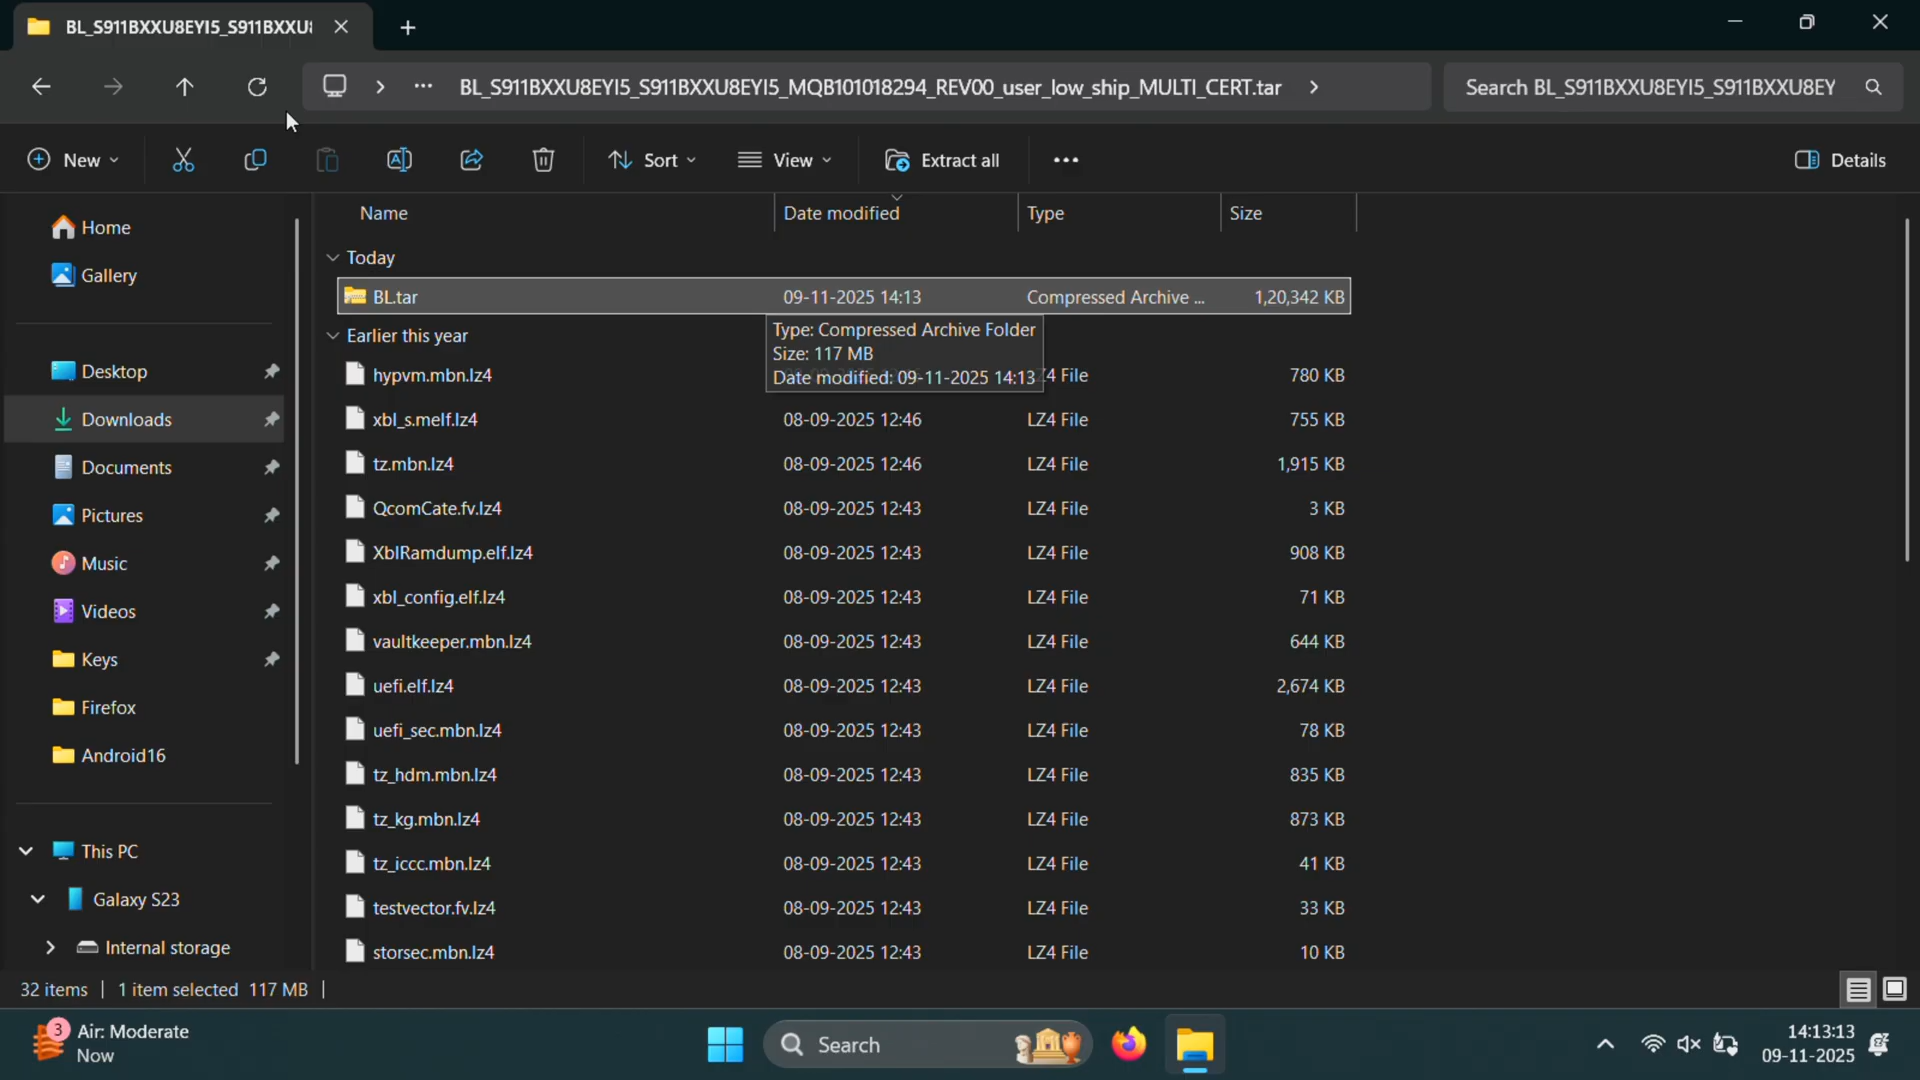 BL_S911BXXU8EYI5_S911BXXU8
BL_S911BXXU8EYI5_S911BXXU8EYI5_MQB101018294_REV00_user_low_ship_MULTI_CERT.tar
Search BL_S911BXXU8EYI5_S911BXXU8EY
New
Sort
View
Extract all
Details
Name
Date modified
Type
Size
Home
Gallery
Desktop
Downloads
Documents
Pictures
Music
Videos
Keys
Firefox
Android16
This PC
Galaxy S23
Internal storage
Today
BL.tar 09-11-2025 14:13 Compressed Archive ... 1,20,342 KB
Type: Compressed Archive Folder
Size: 117 MB
Date modified: 09-11-2025 14:13
Earlier this year
hypvm.mbn.lz4 Z4 File 780 KB
xbl_s.melf.lz4 08-09-2025 12:46 LZ4 File 755 KB
tz.mbn.lz4 08-09-2025 12:46 LZ4 File 1,915 KB
QcomCate.fv.lz4 08-09-2025 12:43 LZ4 File 3 KB
XblRamdump.elf.lz4 08-09-2025 12:43 LZ4 File 908 KB
xbl_config.elf.lz4 08-09-2025 12:43 LZ4 File 71 KB
vaultkeeper.mbn.lz4 08-09-2025 12:43 LZ4 File 644 KB
uefi.elf.lz4 08-09-2025 12:43 LZ4 File 2,674 KB
uefi_sec.mbn.lz4 08-09-2025 12:43 LZ4 File 78 KB
tz_hdm.mbn.lz4 08-09-2025 12:43 LZ4 File 835 KB
tz_kg.mbn.lz4 08-09-2025 12:43 LZ4 File 873 KB
tz_iccc.mbn.lz4 08-09-2025 12:43 LZ4 File 41 KB
testvector.fv.lz4 08-09-2025 12:43 LZ4 File 33 KB
storsec.mbn.lz4 08-09-2025 12:43 LZ4 File 10 KB
32 items
1 item selected 117 MB
3
Air: Moderate
Now
Search
14:13:13
09-11-2025